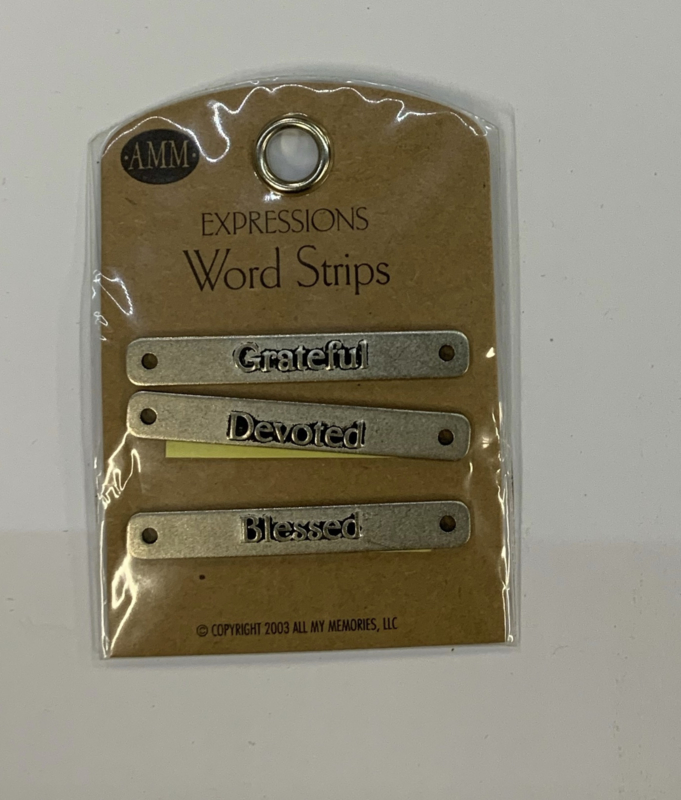 ·AMM·
EXPRESSIONS
Word Strips
Grateful
Devoted
Blessed
© COPYRIGHT 2003 ALL MY MEMORIES, LLC